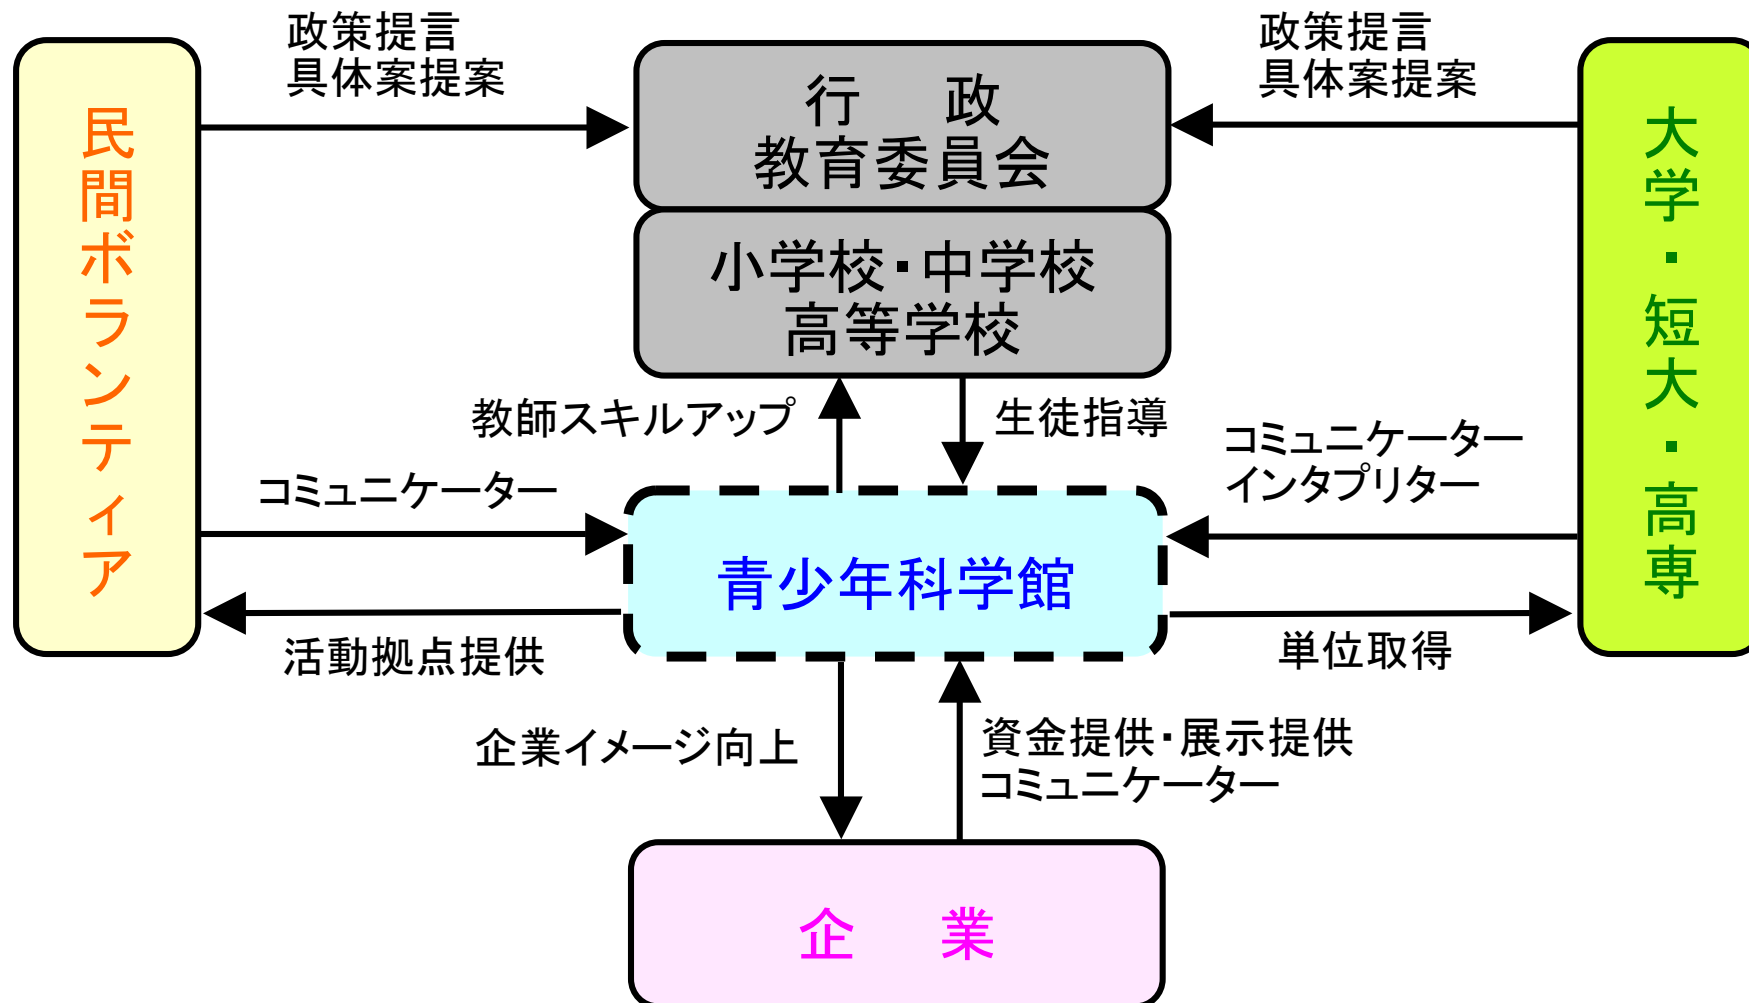 政策提言
具体案提案
行　政
教育委員会
政策提言
具体案提案
民間ボランティア
大学・短大・高専
小学校・中学校
高等学校
教師スキルアップ
生徒指導
コミュニケーター
コミュニケーター
インタプリター
青少年科学館
活動拠点提供
単位取得
企業イメージ向上
資金提供・展示提供
コミュニケーター
企　業